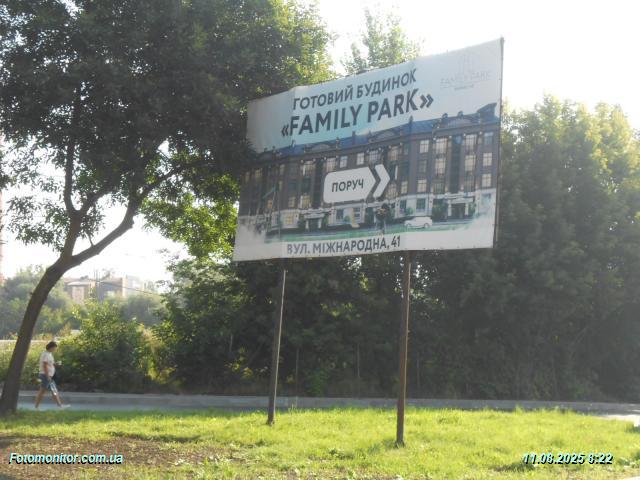 FAMILY PARK
ГОТОВИЙ БУДИНОК
«FAMILY PARK»
ПОРУЧ
ВУЛ. МІЖНАРОДНА, 41
Fotomonitor.com.ua
11.08.2025 8:22